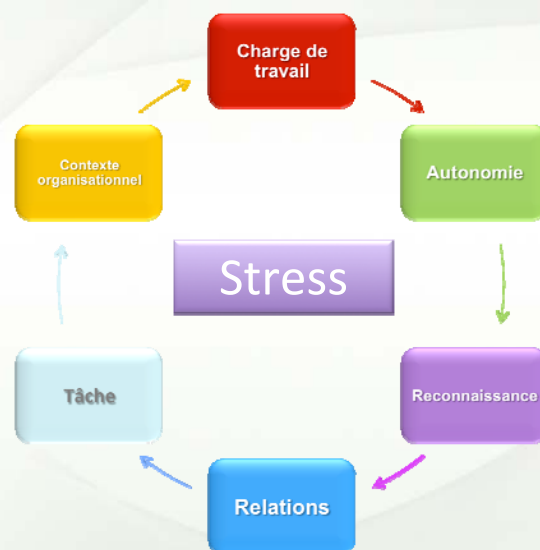 Charge de
travail
Contexte
organisationnel
Autonomie
Stress
Tâche
Reconnaissance
Relations